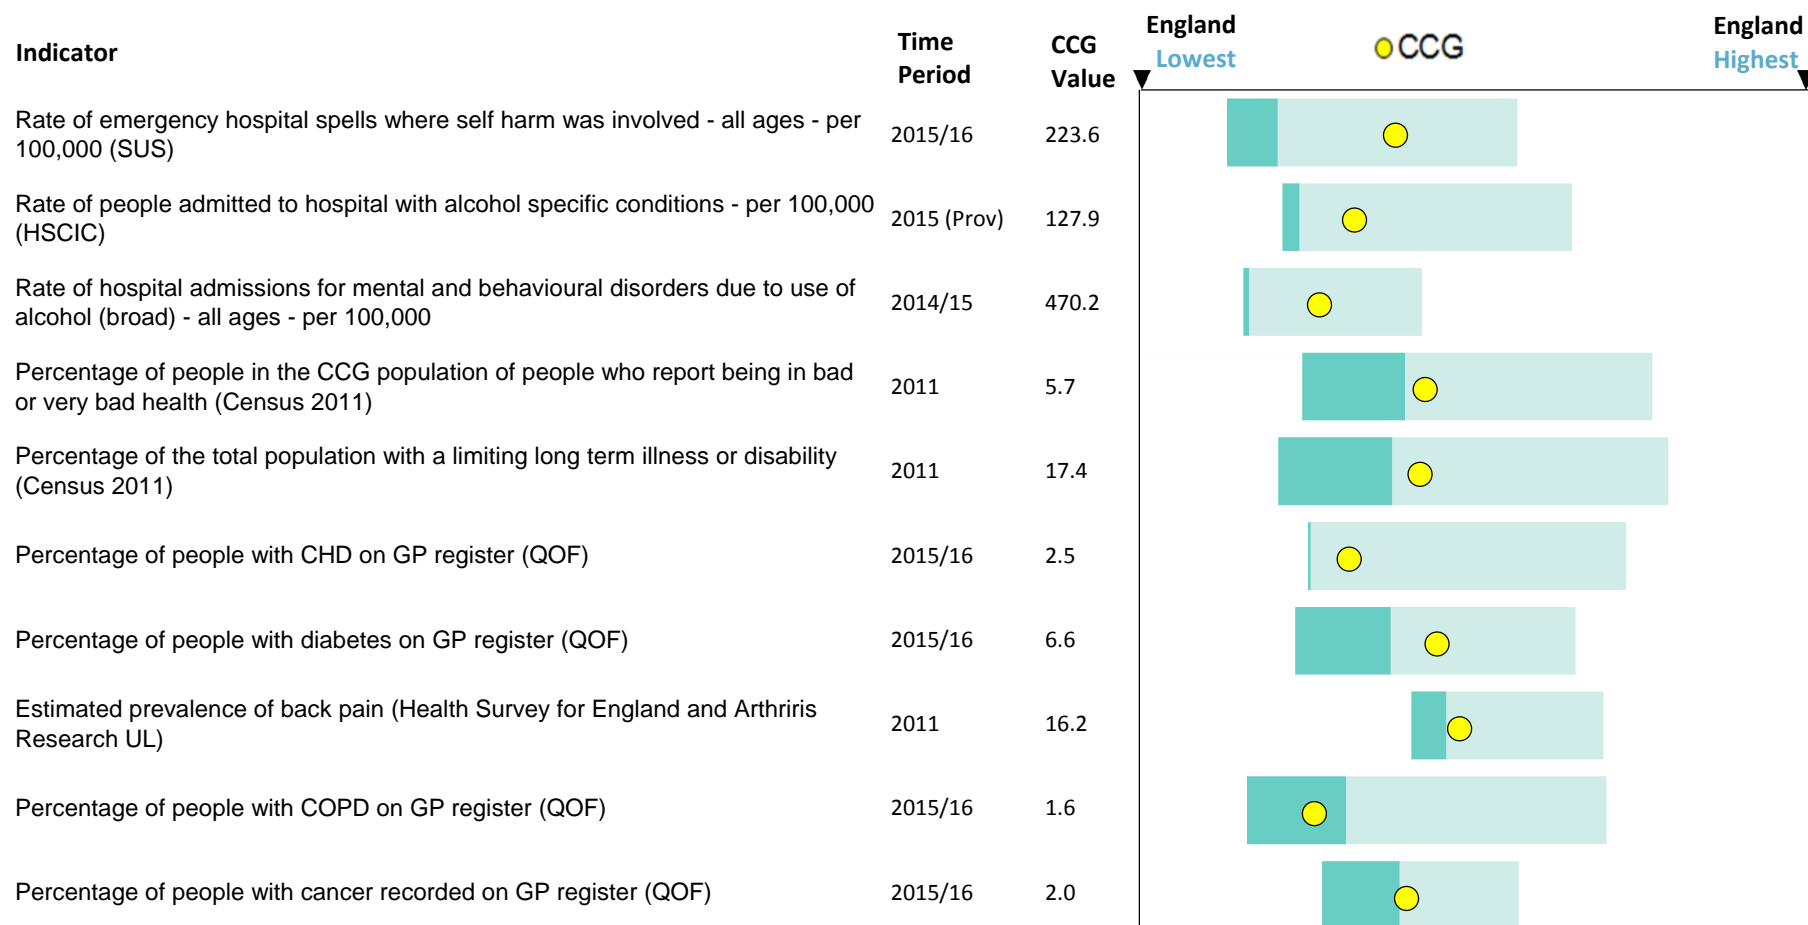 Indicator
Time
Period
CCG
Value
England
Lowest
CCG
England
Highest
Rate of emergency hospital spells where self harm was involved - all ages - per
100,000 (SUS)
2015/16
223.6
Rate of people admitted to hospital with alcohol specific conditions - per 100,000
(HSCIC)
2015 (Prov)
127.9
Rate of hospital admissions for mental and behavioural disorders due to use of
alcohol (broad) - all ages - per 100,000
2014/15
470.2
Percentage of people in the CCG population of people who report being in bad
or very bad health (Census 2011)
2011
5.7
Percentage of the total population with a limiting long term illness or disability
(Census 2011)
2011
17.4
Percentage of people with CHD on GP register (QOF)
2015/16
2.5
Percentage of people with diabetes on GP register (QOF)
2015/16
6.6
Estimated prevalence of back pain (Health Survey for England and Arthriris
Research UL)
2011
16.2
Percentage of people with COPD on GP register (QOF)
2015/16
1.6
Percentage of people with cancer recorded on GP register (QOF)
2015/16
2.0